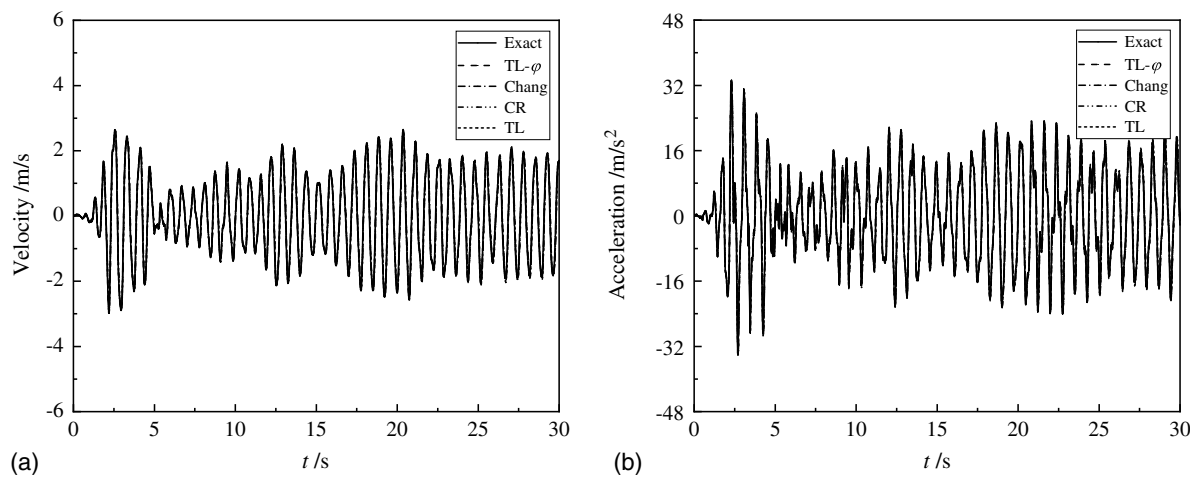 6
4
2
0
-2
-4
-6
Velocity /m/s
0 5 10 15 20 25 30
t /s
Exact
TL-φ
Chang
CR
TL
(a)
48
32
16
0
-16
-32
-48
Acceleration /m/s²
0 5 10 15 20 25 30
t /s
Exact
TL-φ
Chang
CR
TL
(b)